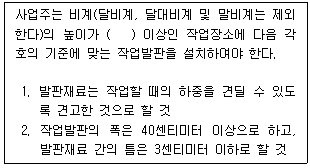 사업주는 비계(달비계, 달대비계 및 말비계는 제외
한다)의 높이가 (   ) 이상인 작업장소에 다음 각
호의 기준에 맞는 작업발판을 설치하여야 한다.
1. 발판재료는 작업할 때의 하중을 견딜 수 있도
록 견고한 것으로 할 것
2. 작업발판의 폭은 40센티미터 이상으로 하고,
발판재료 간의 틈은 3센티미터 이하로 할 것